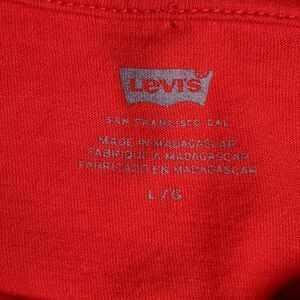 Levi's
SAN FRANCISCO, CAL
MADE IN MADAGASCAR
FABRIQUÉ A MADAGASCAR
FABRICADO EN MADAGASCAR
L/G